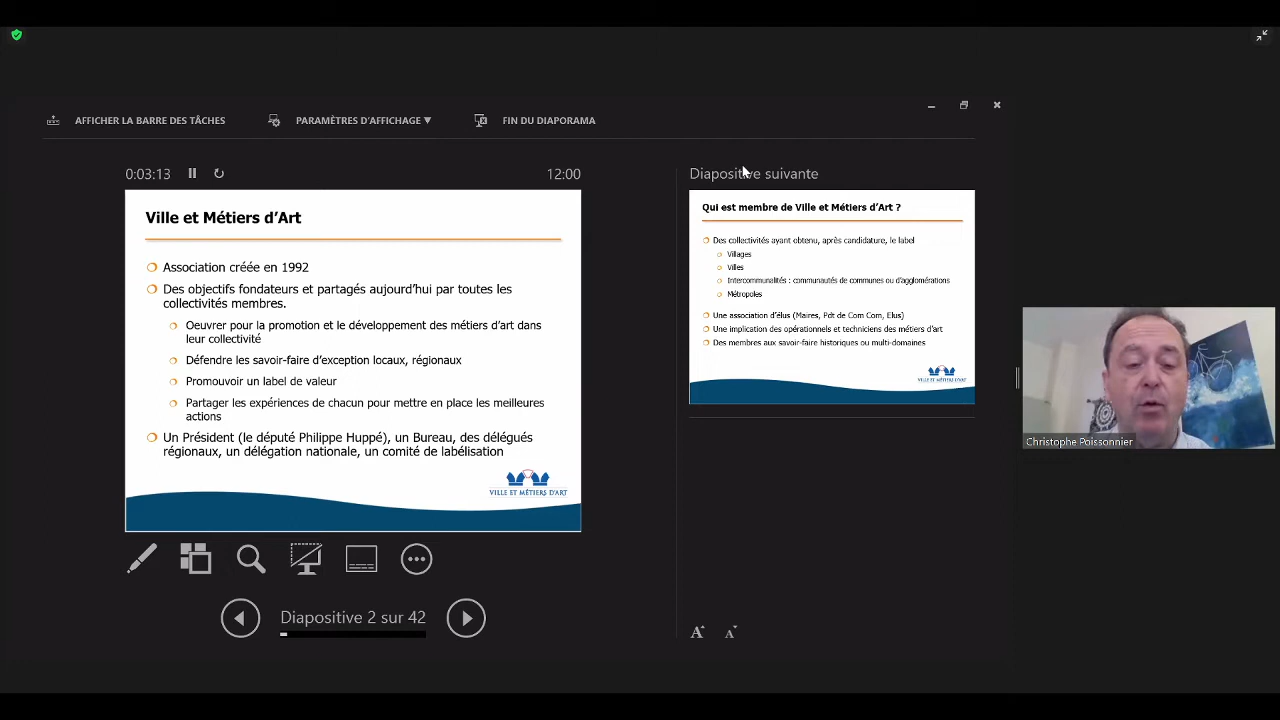 AFFICHER LA BARRE DES TÂCHES
PARAMÈTRES D'AFFICHAGE ▼
FIN DU DIAPORAMA
0:03:13
12:00
Ville et Métiers d'Art
Association créée en 1992
Des objectifs fondateurs et partagés aujourd'hui par toutes les
collectivités membres.
Oeuvrer pour la promotion et le développement des métiers d'art dans
leur collectivité
Défendre les savoir-faire d'exception locaux, régionaux
Promouvoir un label de valeur
Partager les expériences de chacun pour mettre en place les meilleures
actions
Un Président (le député Philippe Huppé), un Bureau, des délégués
régionaux, un délégation nationale, un comité de labélisation
VILLE ET MÉTIERS D'ART
Diapositive 2 sur 42
Diapositive suivante
Qui est membre de Ville et Métiers d'Art ?
Des collectivités ayant obtenu, après candidature, le label
Villages
Villes
Intercommunalités : communautés de communes ou d'agglomérations
Métropoles
Une association d'élus (Maires, Pdt de Com Com, Elus)
Une implication des opérationnels et techniciens des métiers d'art
Des membres aux savoir-faire historiques ou multi-domaines
VILLE ET MÉTIERS D'ART
A A
Christophe Poissonnier